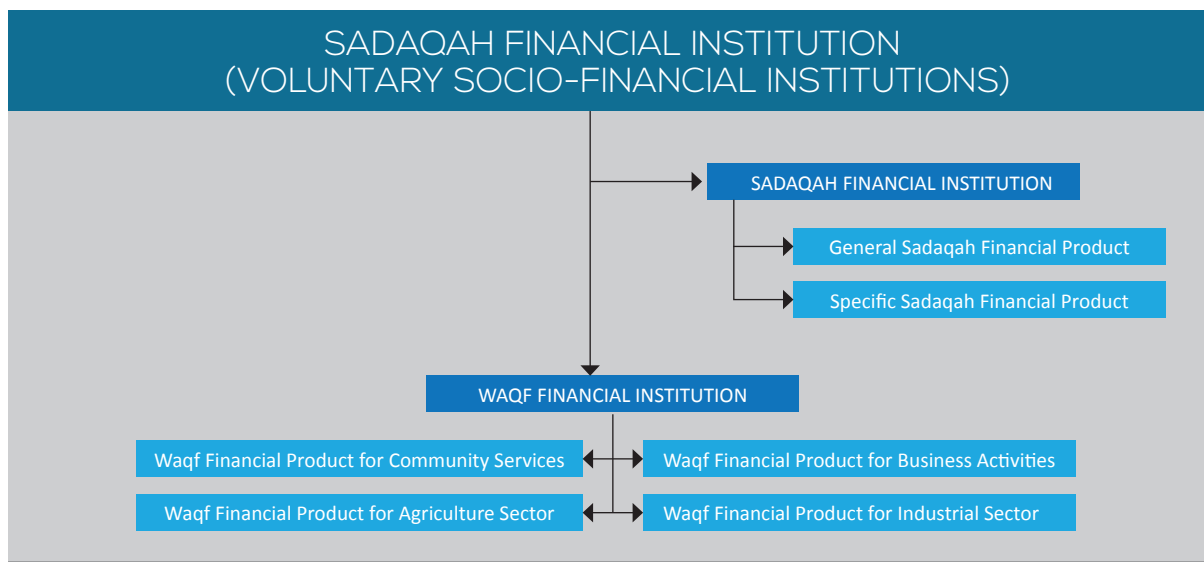 SADAQAH FINANCIAL INSTITUTION
(VOLUNTARY SOCIO-FINANCIAL INSTITUTIONS)
SADAQAH FINANCIAL INSTITUTION
General Sadaqah Financial Product
Specific Sadaqah Financial Product
WAQF FINANCIAL INSTITUTION
Waqf Financial Product for Community Services
Waqf Financial Product for Business Activities
Waqf Financial Product for Agriculture Sector
Waqf Financial Product for Industrial Sector